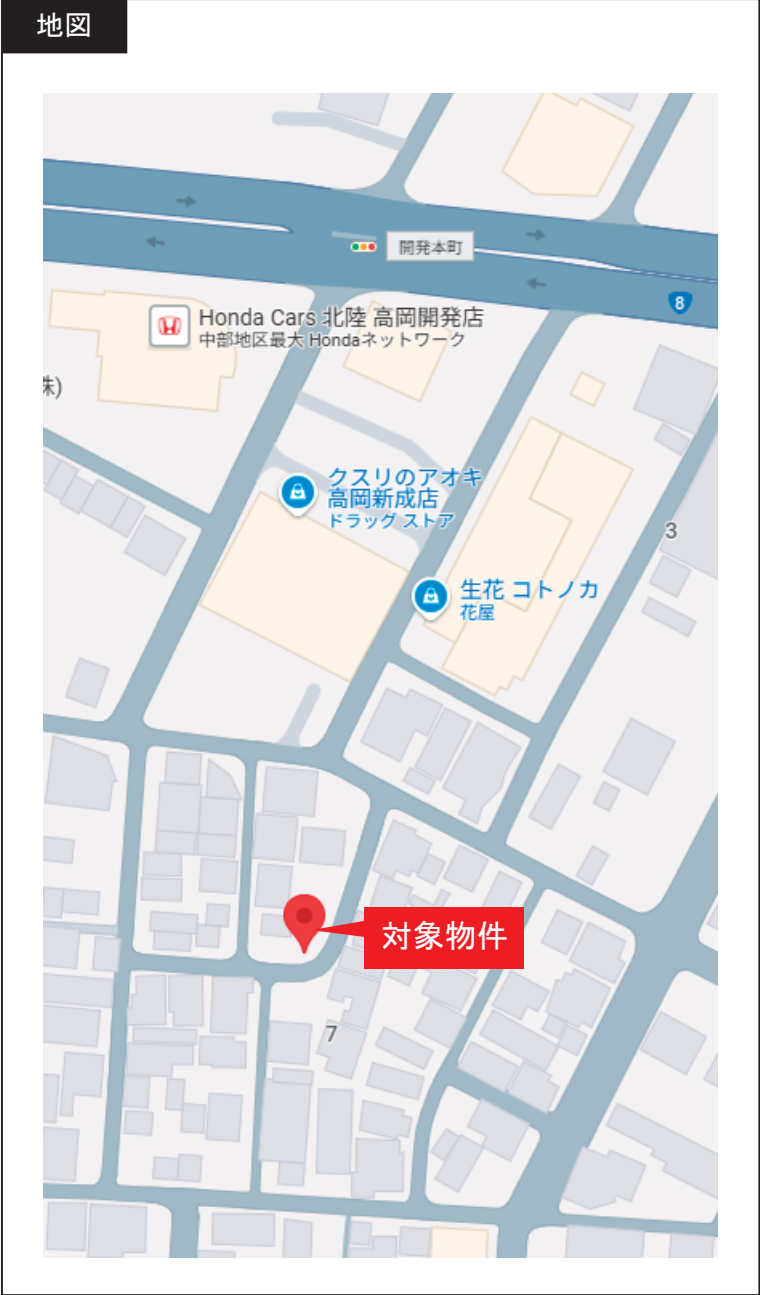 地図
開発本町
8
Honda Cars 北陸 高岡開発店
中部地区最大 Hondaネットワーク
株)
クスリのアオキ
高岡新成店
ドラッグ ストア
3
生花 コトノカ
花屋
対象物件
7